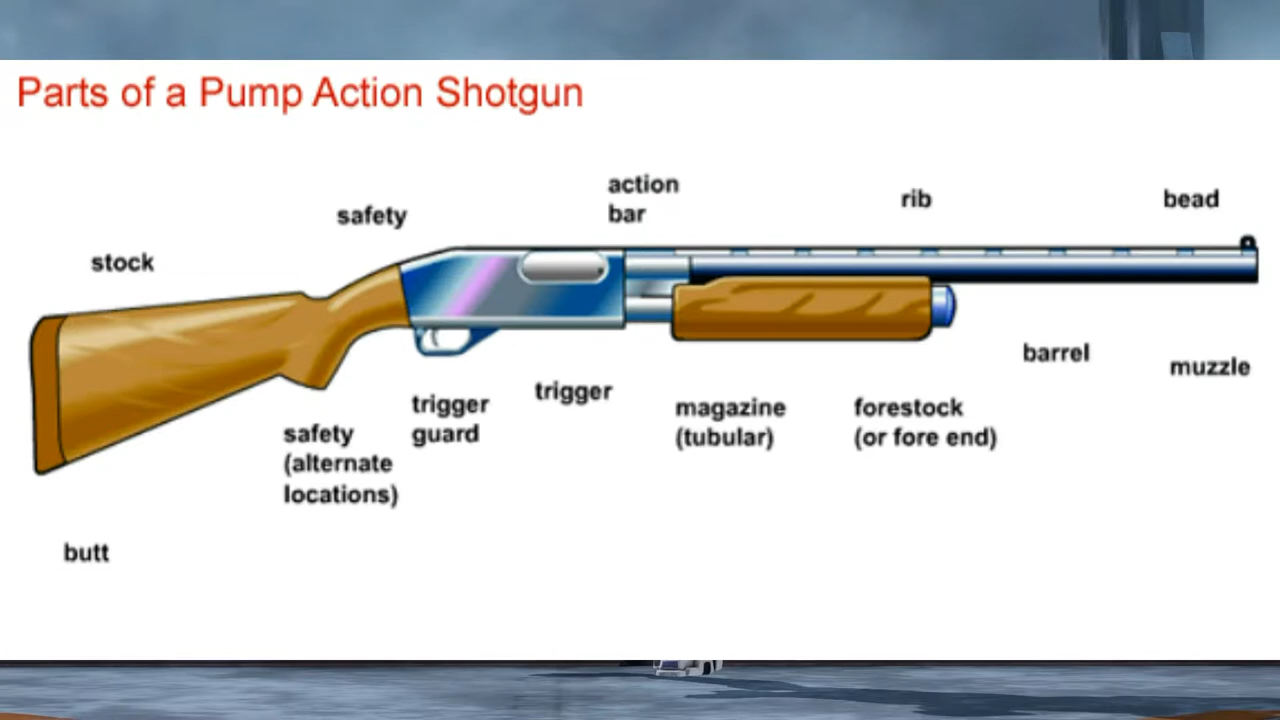 Parts of a Pump Action Shotgun
action
bar
rib
bead
safety
stock
barrel
muzzle
trigger
trigger
guard
magazine
(tubular)
forestock
(or fore end)
safety
(alternate
locations)
butt